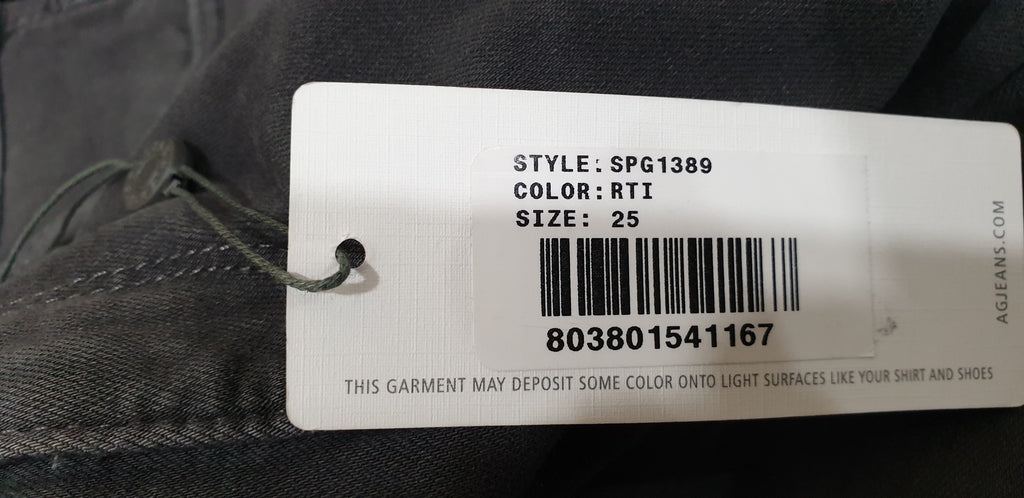 STYLE: SPG1389
COLOR: RTI
SIZE: 25
803801541167
THIS GARMENT MAY DEPOSIT SOME COLOR ONTO LIGHT SURFACES LIKE YOUR SHIRT AND SHOES
AGJEANS.COM